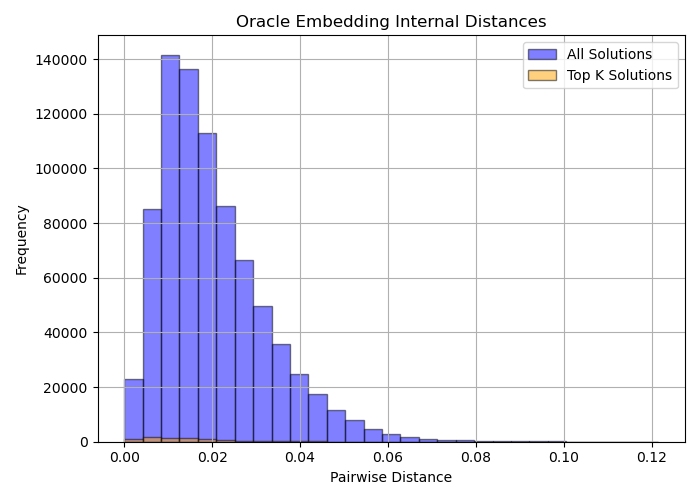 Oracle Embedding Internal Distances
All Solutions
Top K Solutions
Frequency
140000
120000
100000
80000
60000
40000
20000
0
0.00 0.02 0.04 0.06 0.08 0.10 0.12
Pairwise Distance